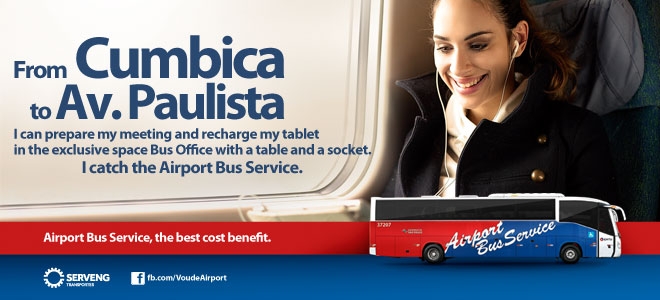 From Cumbica
to Av. Paulista
I can prepare my meeting and recharge my tablet
in the exclusive space Bus Office with a table and a socket.
I catch the Airport Bus Service.
37207
Airport
Bus Service
Airport Bus Service, the best cost benefit.
SERVENG
TRANSPORTES
f fb.com/VoudeAirport